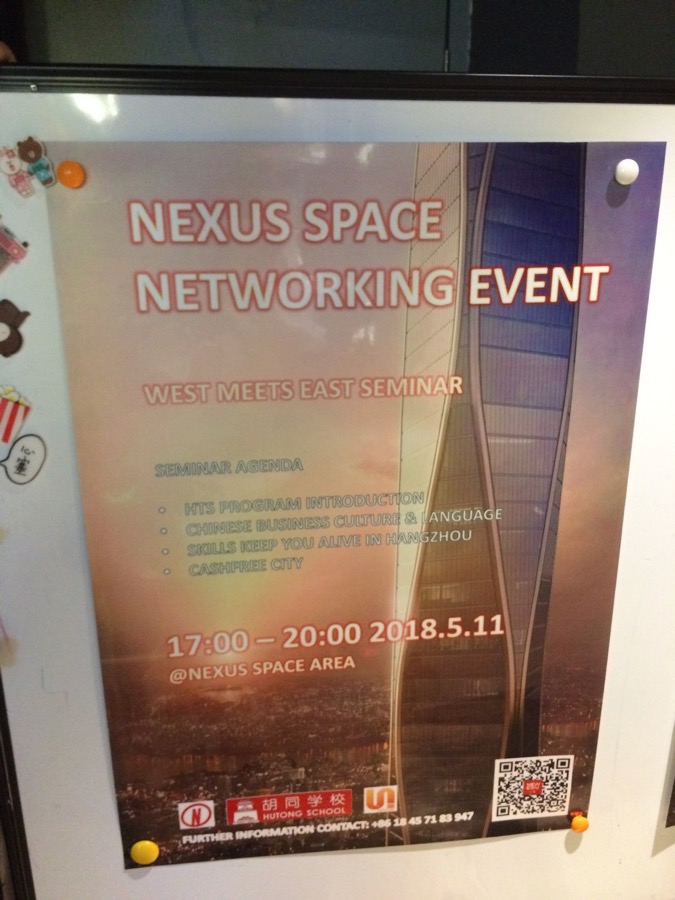 NEXUS SPACE
NETWORKING EVENT
WEST MEETS EAST SEMINAR
SEMINAR AGENDA
• HTS PROGRAM INTRODUCTION
• CHINESE BUSINESS CULTURE & LANGUAGE
• SKILLS KEEP YOU ALIVE IN HANGZHOU
• CASHFREE CITY
17:00 – 20:00 2018.5.11
@NEXUS SPACE AREA
N
胡同学校
HUTONG SCHOOL
FURTHER INFORMATION CONTACT: +86 18 45 71 83 947
心塞